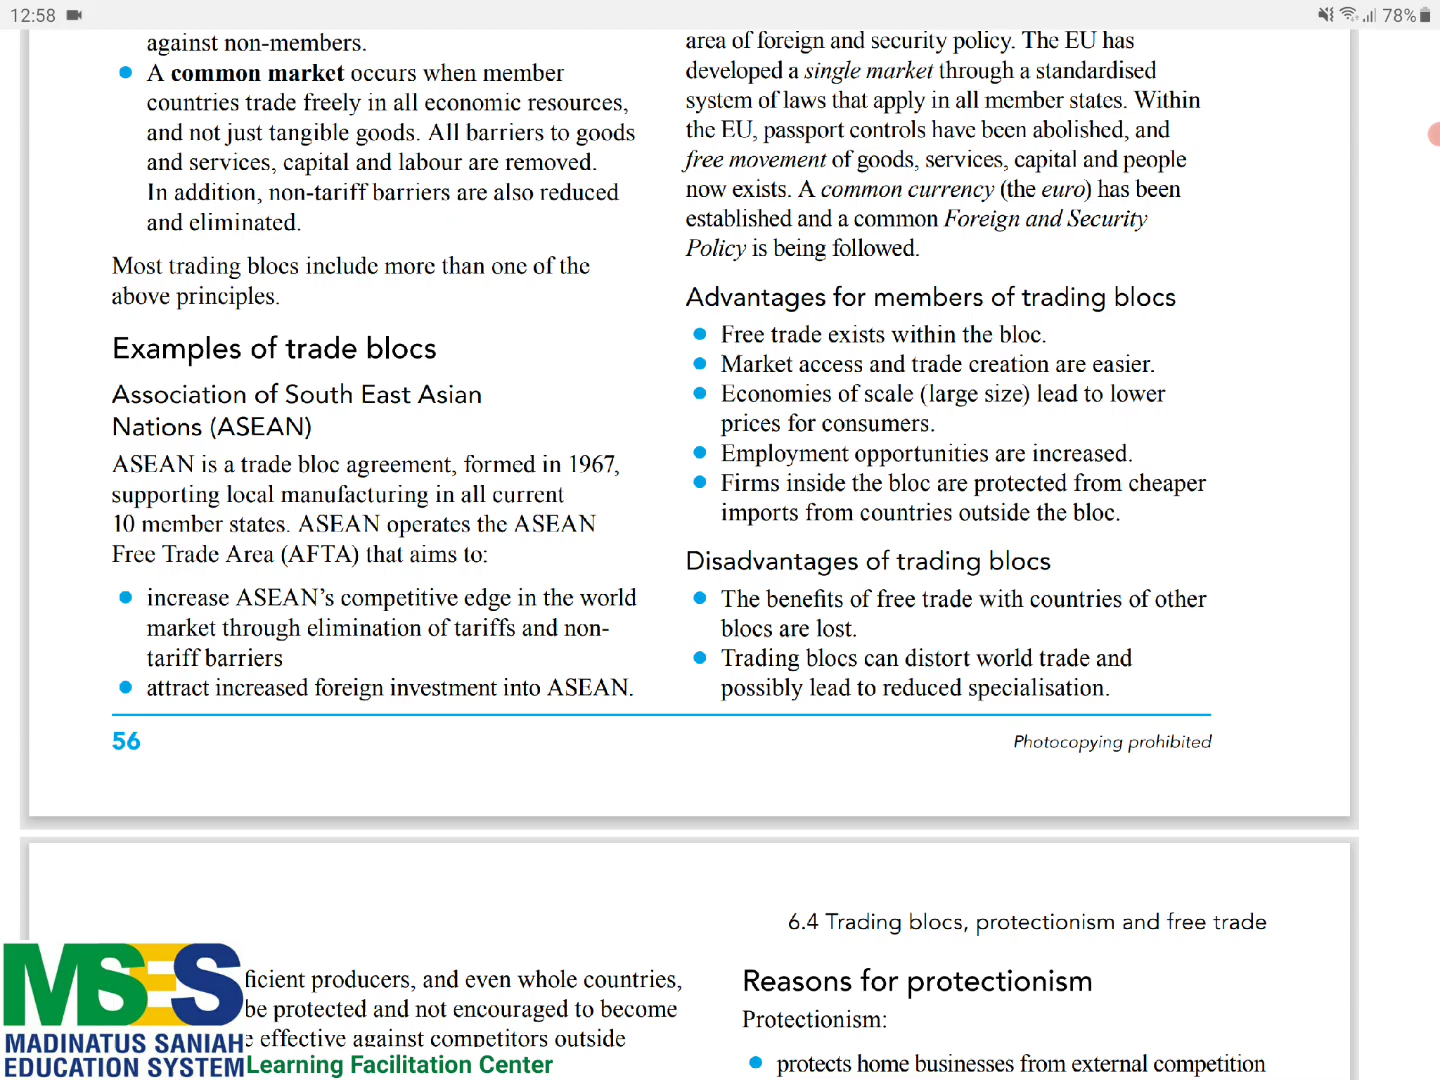 12:58
78%
against non-members.
A common market occurs when member
countries trade freely in all economic resources,
and not just tangible goods. All barriers to goods
and services, capital and labour are removed.
In addition, non-tariff barriers are also reduced
and eliminated.
Most trading blocs include more than one of the
above principles.
Examples of trade blocs
Association of South East Asian
Nations (ASEAN)
ASEAN is a trade bloc agreement, formed in 1967,
supporting local manufacturing in all current
10 member states. ASEAN operates the ASEAN
Free Trade Area (AFTA) that aims to:
increase ASEAN’s competitive edge in the world
market through elimination of tariffs and non-
tariff barriers
attract increased foreign investment into ASEAN.
area of foreign and security policy. The EU has
developed a single market through a standardised
system of laws that apply in all member states. Within
the EU, passport controls have been abolished, and
free movement of goods, services, capital and people
now exists. A common currency (the euro) has been
established and a common Foreign and Security
Policy is being followed.
Advantages for members of trading blocs
Free trade exists within the bloc.
Market access and trade creation are easier.
Economies of scale (large size) lead to lower
prices for consumers.
Employment opportunities are increased.
Firms inside the bloc are protected from cheaper
imports from countries outside the bloc.
Disadvantages of trading blocs
The benefits of free trade with countries of other
blocs are lost.
Trading blocs can distort world trade and
possibly lead to reduced specialisation.
56
Photocopying prohibited
6.4 Trading blocs, protectionism and free trade
ficient producers, and even whole countries,
be protected and not encouraged to become
effective against competitors outside
Reasons for protectionism
Protectionism:
protects home businesses from external competition
MSES
MADINATUS SANIAH
EDUCATION SYSTEM
Learning Facilitation Center